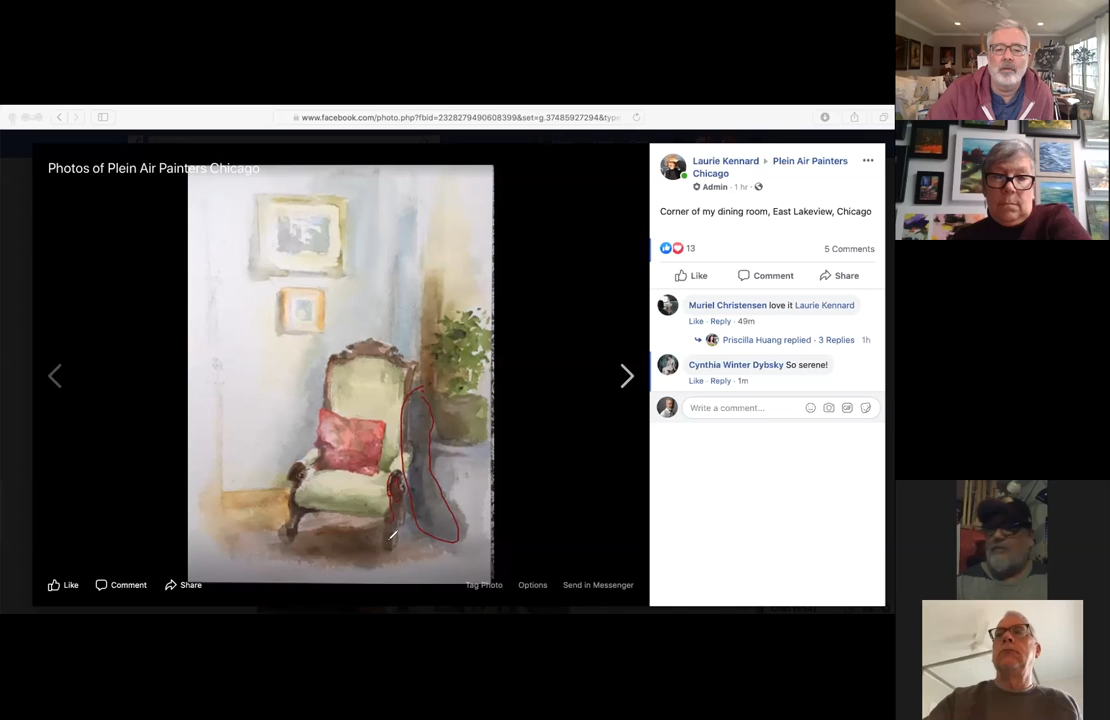 www.facebook.com/photo.php?fbid=2328279490608399&set=g.37485927294&type
Photos of Plein Air Painters Chicago
Laurie Kennard ▸ Plein Air Painters
Chicago
Admin · 1 hr ·
Corner of my dining room, East Lakeview, Chicago
13
5 Comments
Like Comment Share
Muriel Christensen love it Laurie Kennard
Like · Reply · 49m
Priscilla Huang replied · 3 Replies 1h
Cynthia Winter Dybsky So serene!
Like · Reply · 1m
Write a comment...
GIF
Like Comment Share Tag Photo Options Send in Messenger